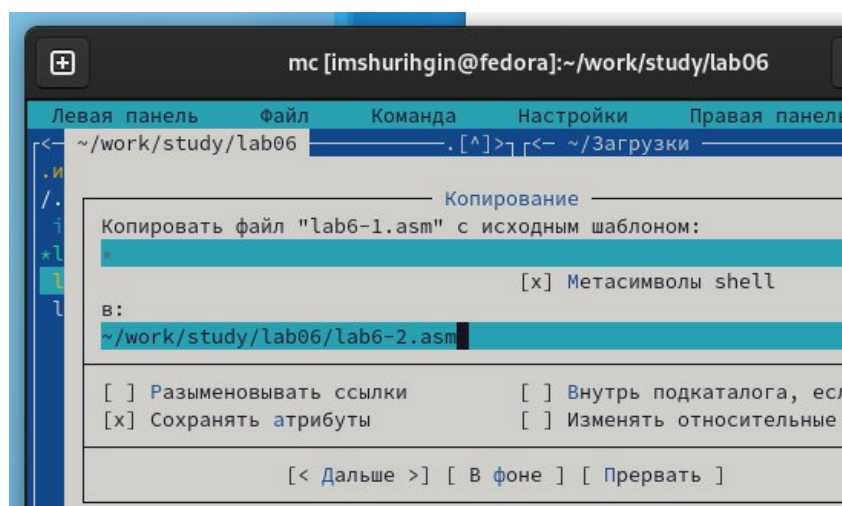 mc [imshurihgin@fedora]:~/work/study/lab06
Левая панель Файл Команда Настройки Правая панель
<— ~/work/study/lab06 .[^]> <— ~/Загрузки
.и
/.
Копирование
Копировать файл "lab6-1.asm" с исходным шаблоном:
*
[x] Метасимволы shell
в:
~/work/study/lab06/lab6-2.asm
[ ] Разыменовывать ссылки [ ] Внутрь подкаталога, есл
[x] Сохранять атрибуты [ ] Изменять относительные
[< Дальше >] [ В фоне ] [ Прервать ]